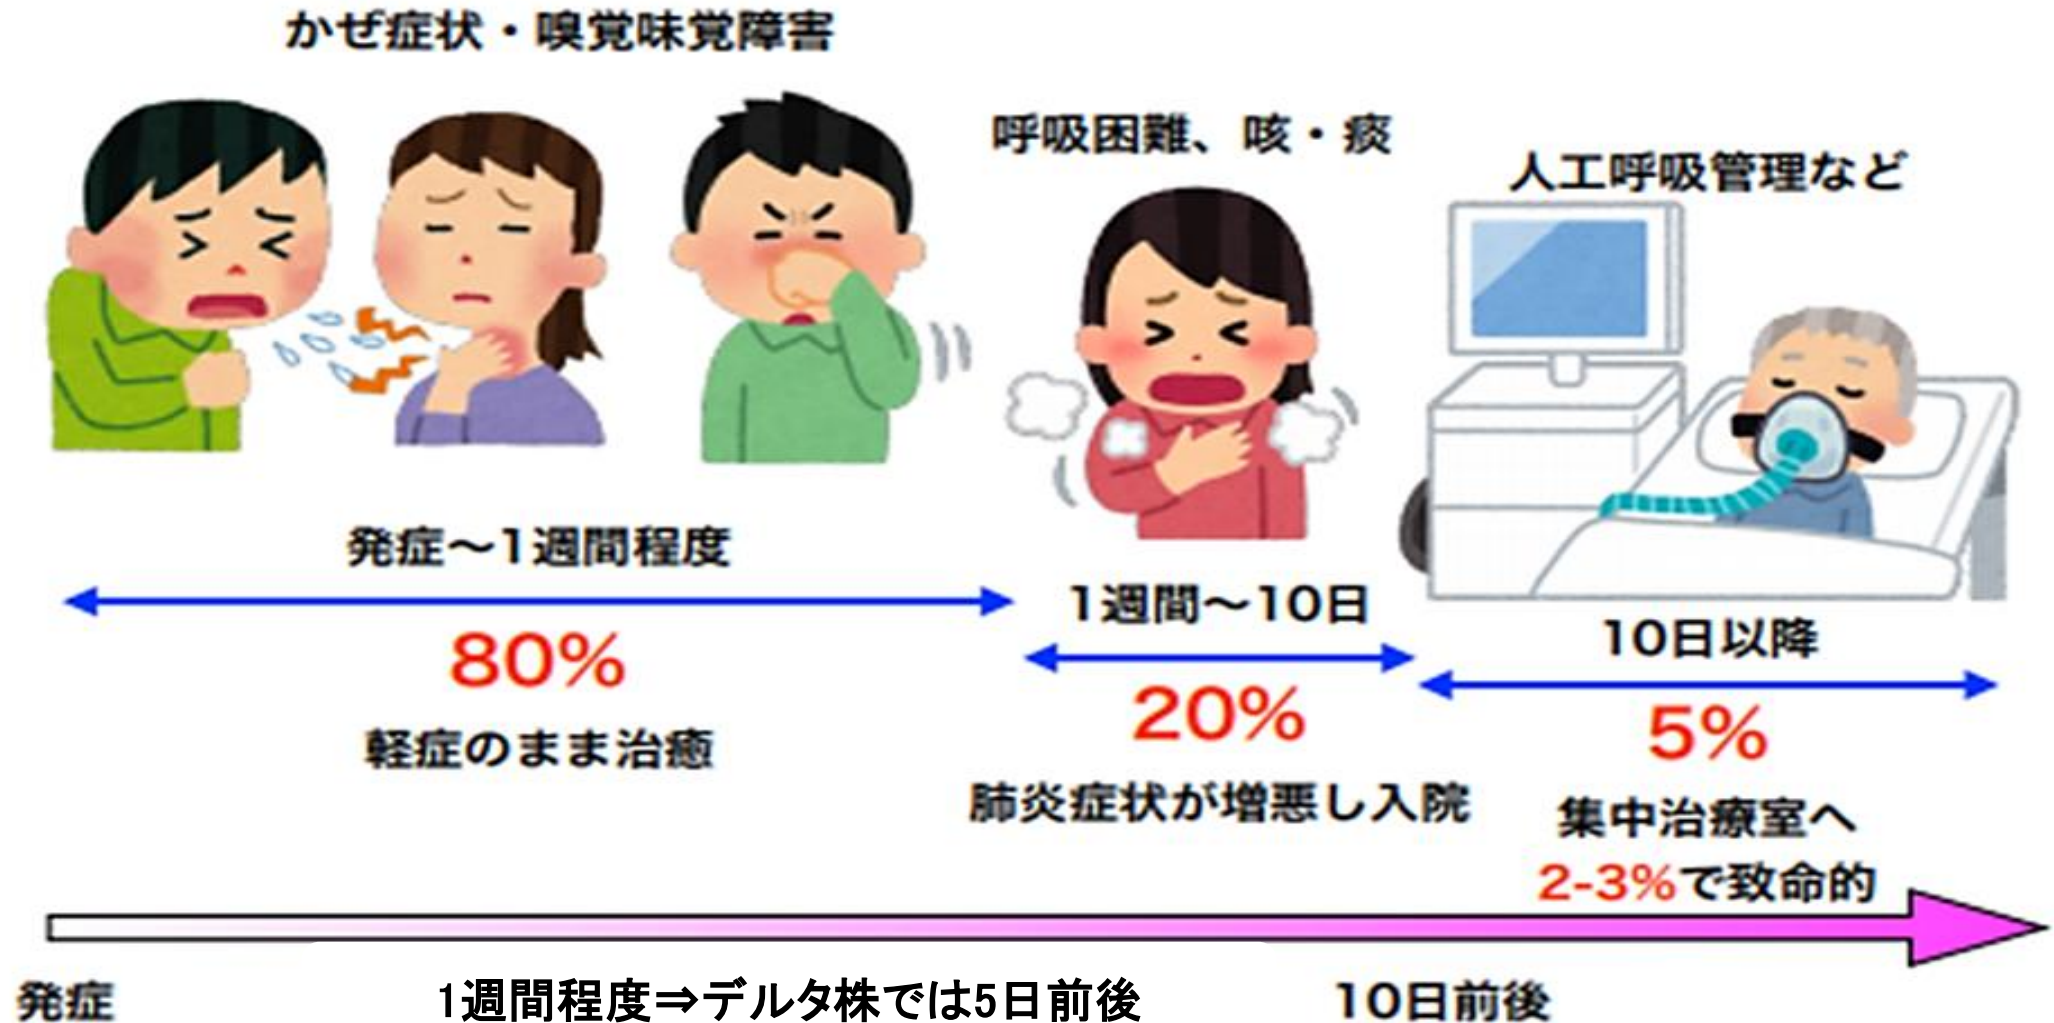 かぜ症状・嗅覚味覚障害
呼吸困難、咳・痰
人工呼吸管理など
発症〜1週間程度
80%
軽症のまま治癒
1週間〜10日
20%
肺炎症状が増悪し入院
10日以降
5%
集中治療室へ
2-3%で致命的
発症
1週間程度⇒デルタ株では5日前後
10日前後